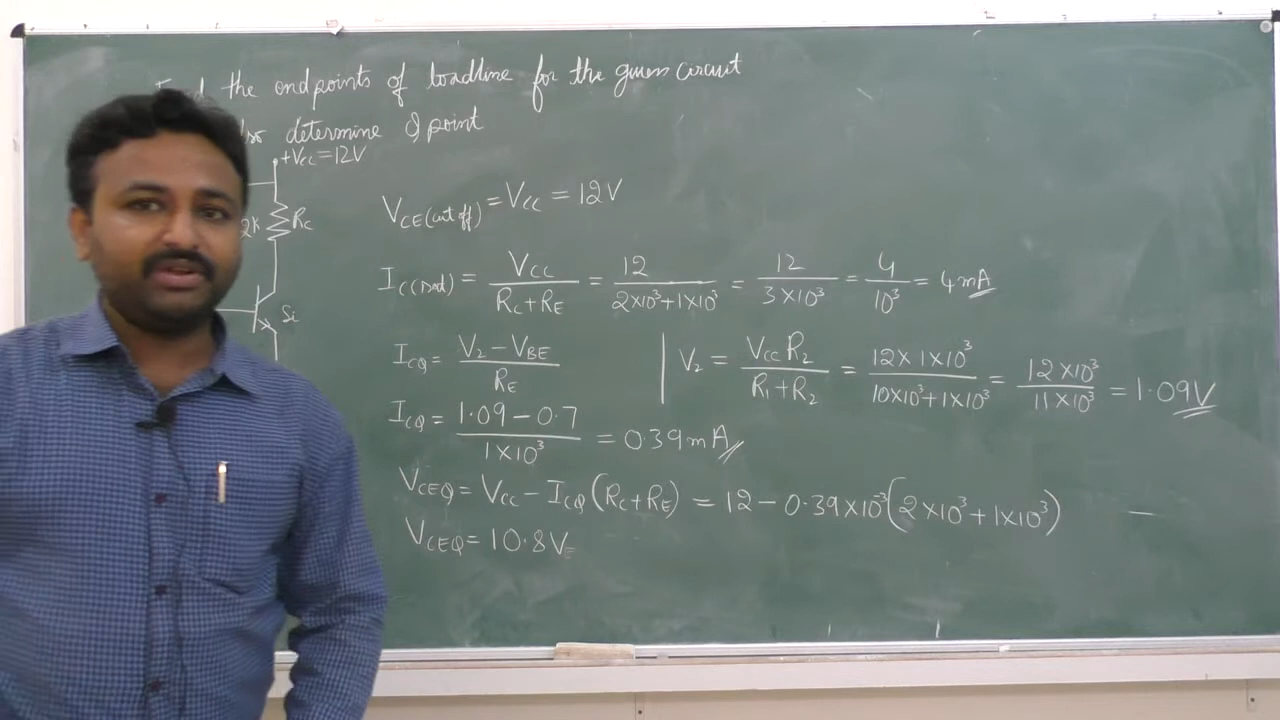 the endpoints of loadline for the given circuit
determine Q point
+VCC=12V
2K RC
Si
VCE(cut off) = VCC = 12V
IC(sat) = VCC / (RC+RE) = 12 / (2×10³+1×10³) = 12 / (3×10³) = 4 / 10³ = 4mA
ICQ = (V2−VBE) / RE | V2 = VCC R2 / (R1+R2) = (12×1×10³) / (10×10³+1×10³) = (12×10³) / (11×10³) = 1.09V
ICQ = (1.09−0.7) / (1×10³) = 0.39mA
VCEQ = VCC − ICQ(RC+RE) = 12−0.39×10⁻³(2×10³+1×10³)
VCEQ = 10.8V